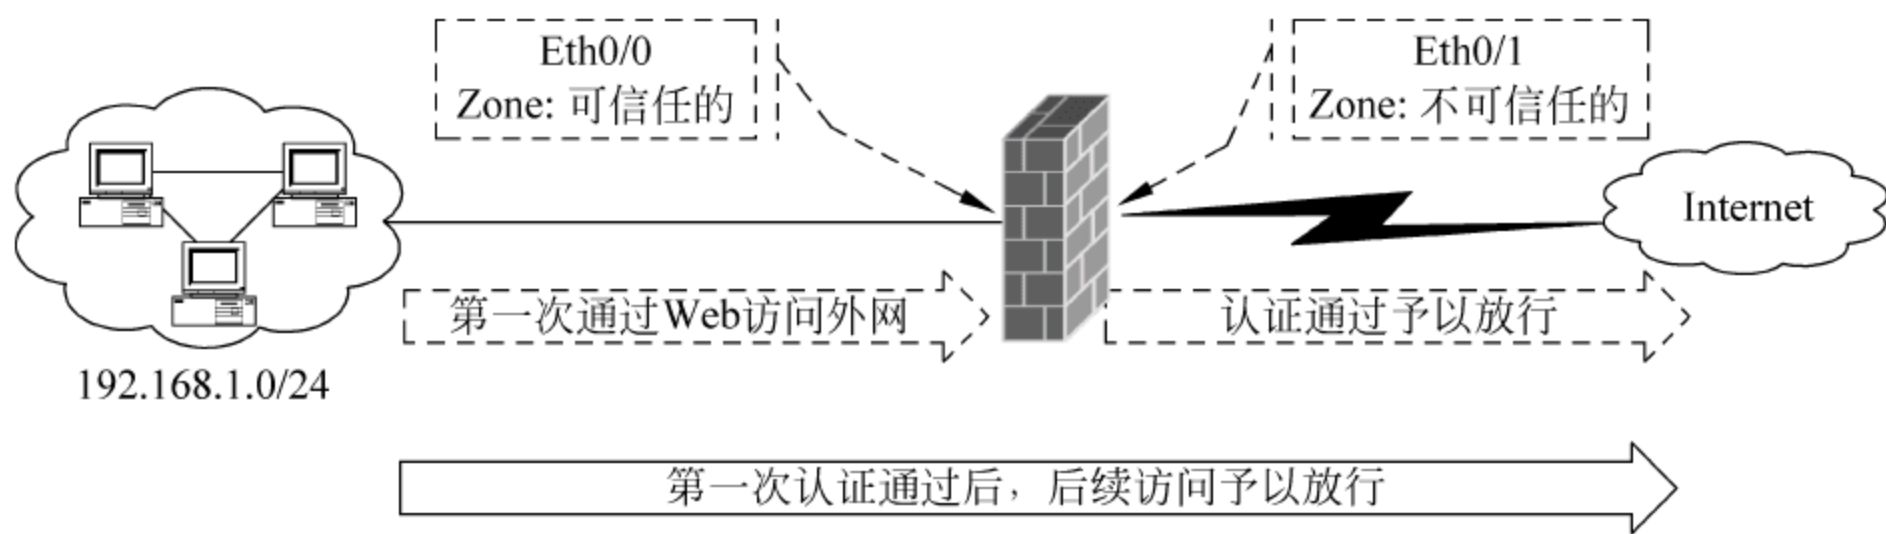 Eth0/0
Zone: 可信任的
Eth0/1
Zone: 不可信任的
Internet
第一次通过Web访问外网
认证通过予以放行
192.168.1.0/24
第一次认证通过后，后续访问予以放行